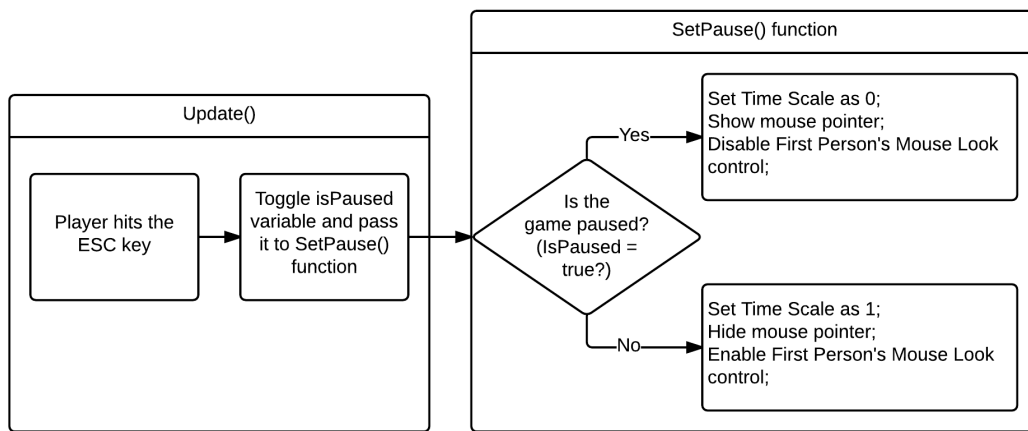 SetPause() function
Update()
Player hits the
ESC key
Toggle isPaused
variable and pass
it to SetPause()
function
Is the
game paused?
(IsPaused =
true?)
Yes
Set Time Scale as 0;
Show mouse pointer;
Disable First Person's Mouse Look
control;
No
Set Time Scale as 1;
Hide mouse pointer;
Enable First Person's Mouse Look
control;